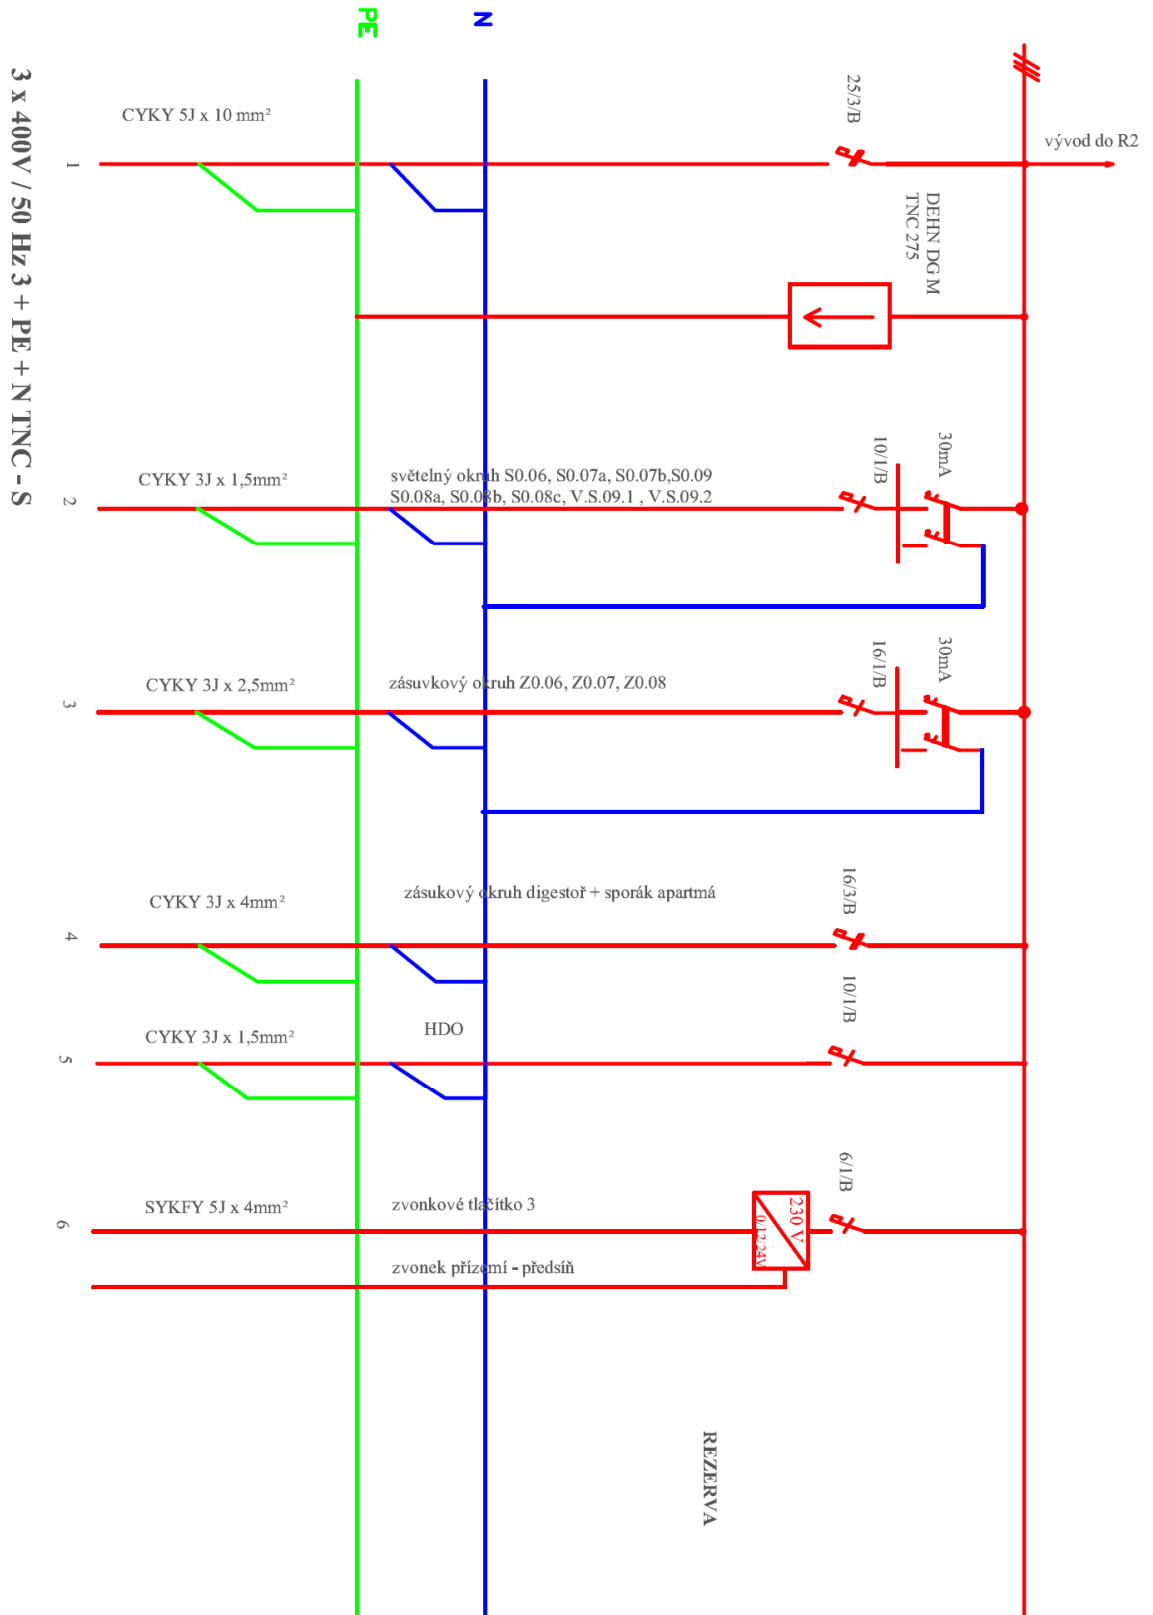 PE
N
CYKY 5J x 10 mm²
1
25/3/B
vývod do R2
DEHN DG M
TNC 275
CYKY 3J x 1,5mm²
2
světelný okruh S0.06, S0.07a, S0.07b,S0.09
S0.08a, S0.08b, S0.08c, V.S.09.1 , V.S.09.2
10/1/B
30mA
CYKY 3J x 2,5mm²
3
zásuvkový okruh Z0.06, Z0.07, Z0.08
16/1/B
30mA
CYKY 3J x 4mm²
4
zásukový okruh digestoř + sporák apartmá
16/3/B
CYKY 3J x 1,5mm²
5
HDO
10/1/B
SYKFY 5J x 4mm²
6
zvonkové tlačítko 3
zvonek přízemí - předsíň
230 V
0/12/24V
6/1/B
REZERVA
3 x 400V / 50 Hz 3 + PE + N TNC - S